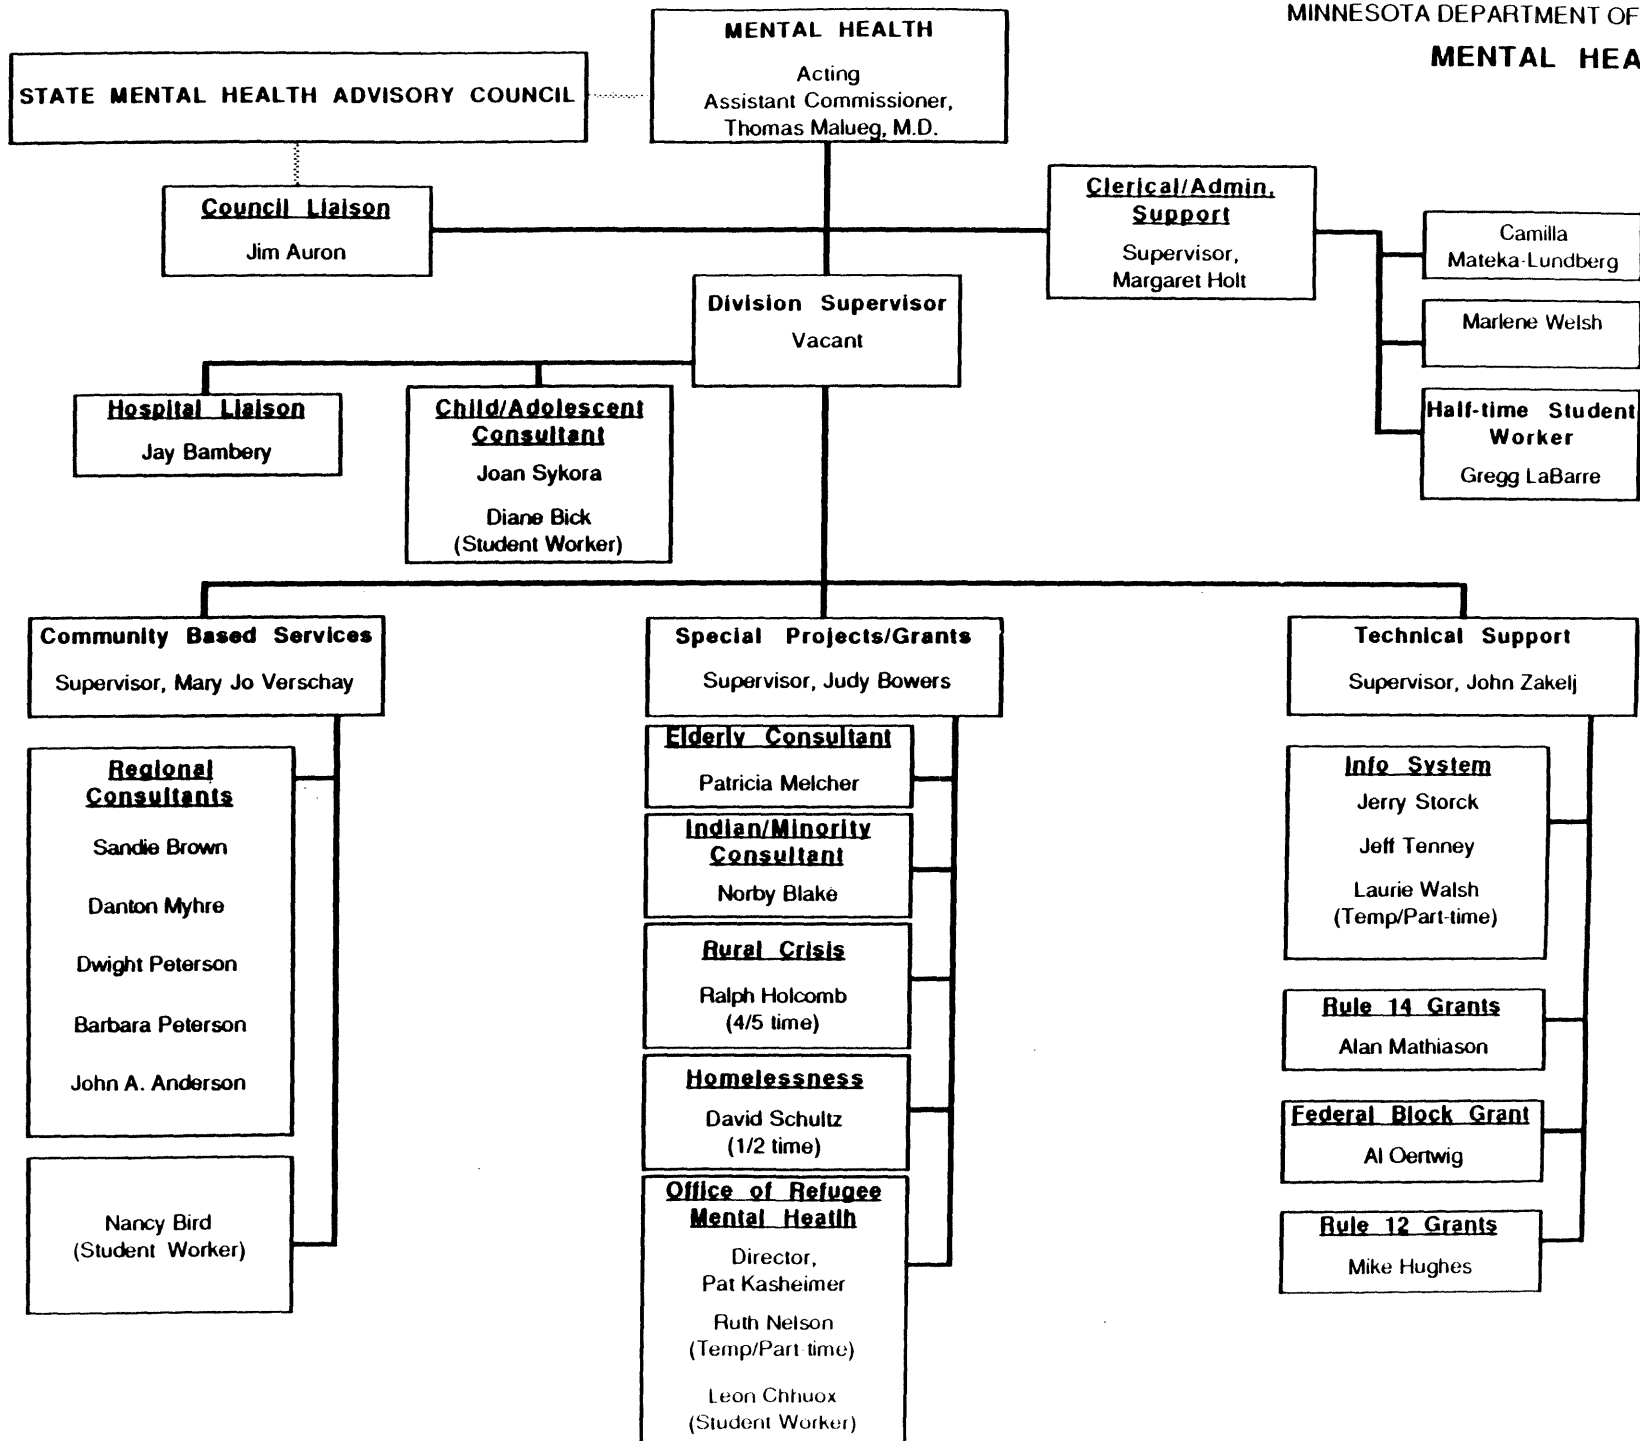 MINNESOTA DEPARTMENT OF
MENTAL HEA
MENTAL HEALTH
Acting
Assistant Commissioner,
Thomas Malueg, M.D.
STATE MENTAL HEALTH ADVISORY COUNCIL
Council Liaison
Jim Auron
Clerical/Admin,
Support
Supervisor,
Margaret Holt
Camilla
Mateka-Lundberg
Marlene Welsh
Half-time Student
Worker
Gregg LaBarre
Division Supervisor
Vacant
Hospital Liaison
Jay Bambery
Child/Adolescent
Consultant
Joan Sykora
Diane Bick
(Student Worker)
Community Based Services
Supervisor, Mary Jo Verschay
Regional
Consultants
Sandie Brown
Danton Myhre
Dwight Peterson
Barbara Peterson
John A. Anderson
Nancy Bird
(Student Worker)
Special Projects/Grants
Supervisor, Judy Bowers
Elderly Consultant
Patricia Melcher
Indian/Minority
Consultant
Norby Blake
Rural Crisis
Ralph Holcomb
(4/5 time)
Homelessness
David Schultz
(1/2 time)
Office of Refugee
Mental Heatlh
Director,
Pat Kasheimer
Ruth Nelson
(Temp/Part-time)
Leon Chhuox
(Student Worker)
Technical Support
Supervisor, John Zakelj
Info System
Jerry Storck
Jeff Tenney
Laurie Walsh
(Temp/Part-time)
Rule 14 Grants
Alan Mathiason
Federal Block Grant
Al Oertwig
Rule 12 Grants
Mike Hughes